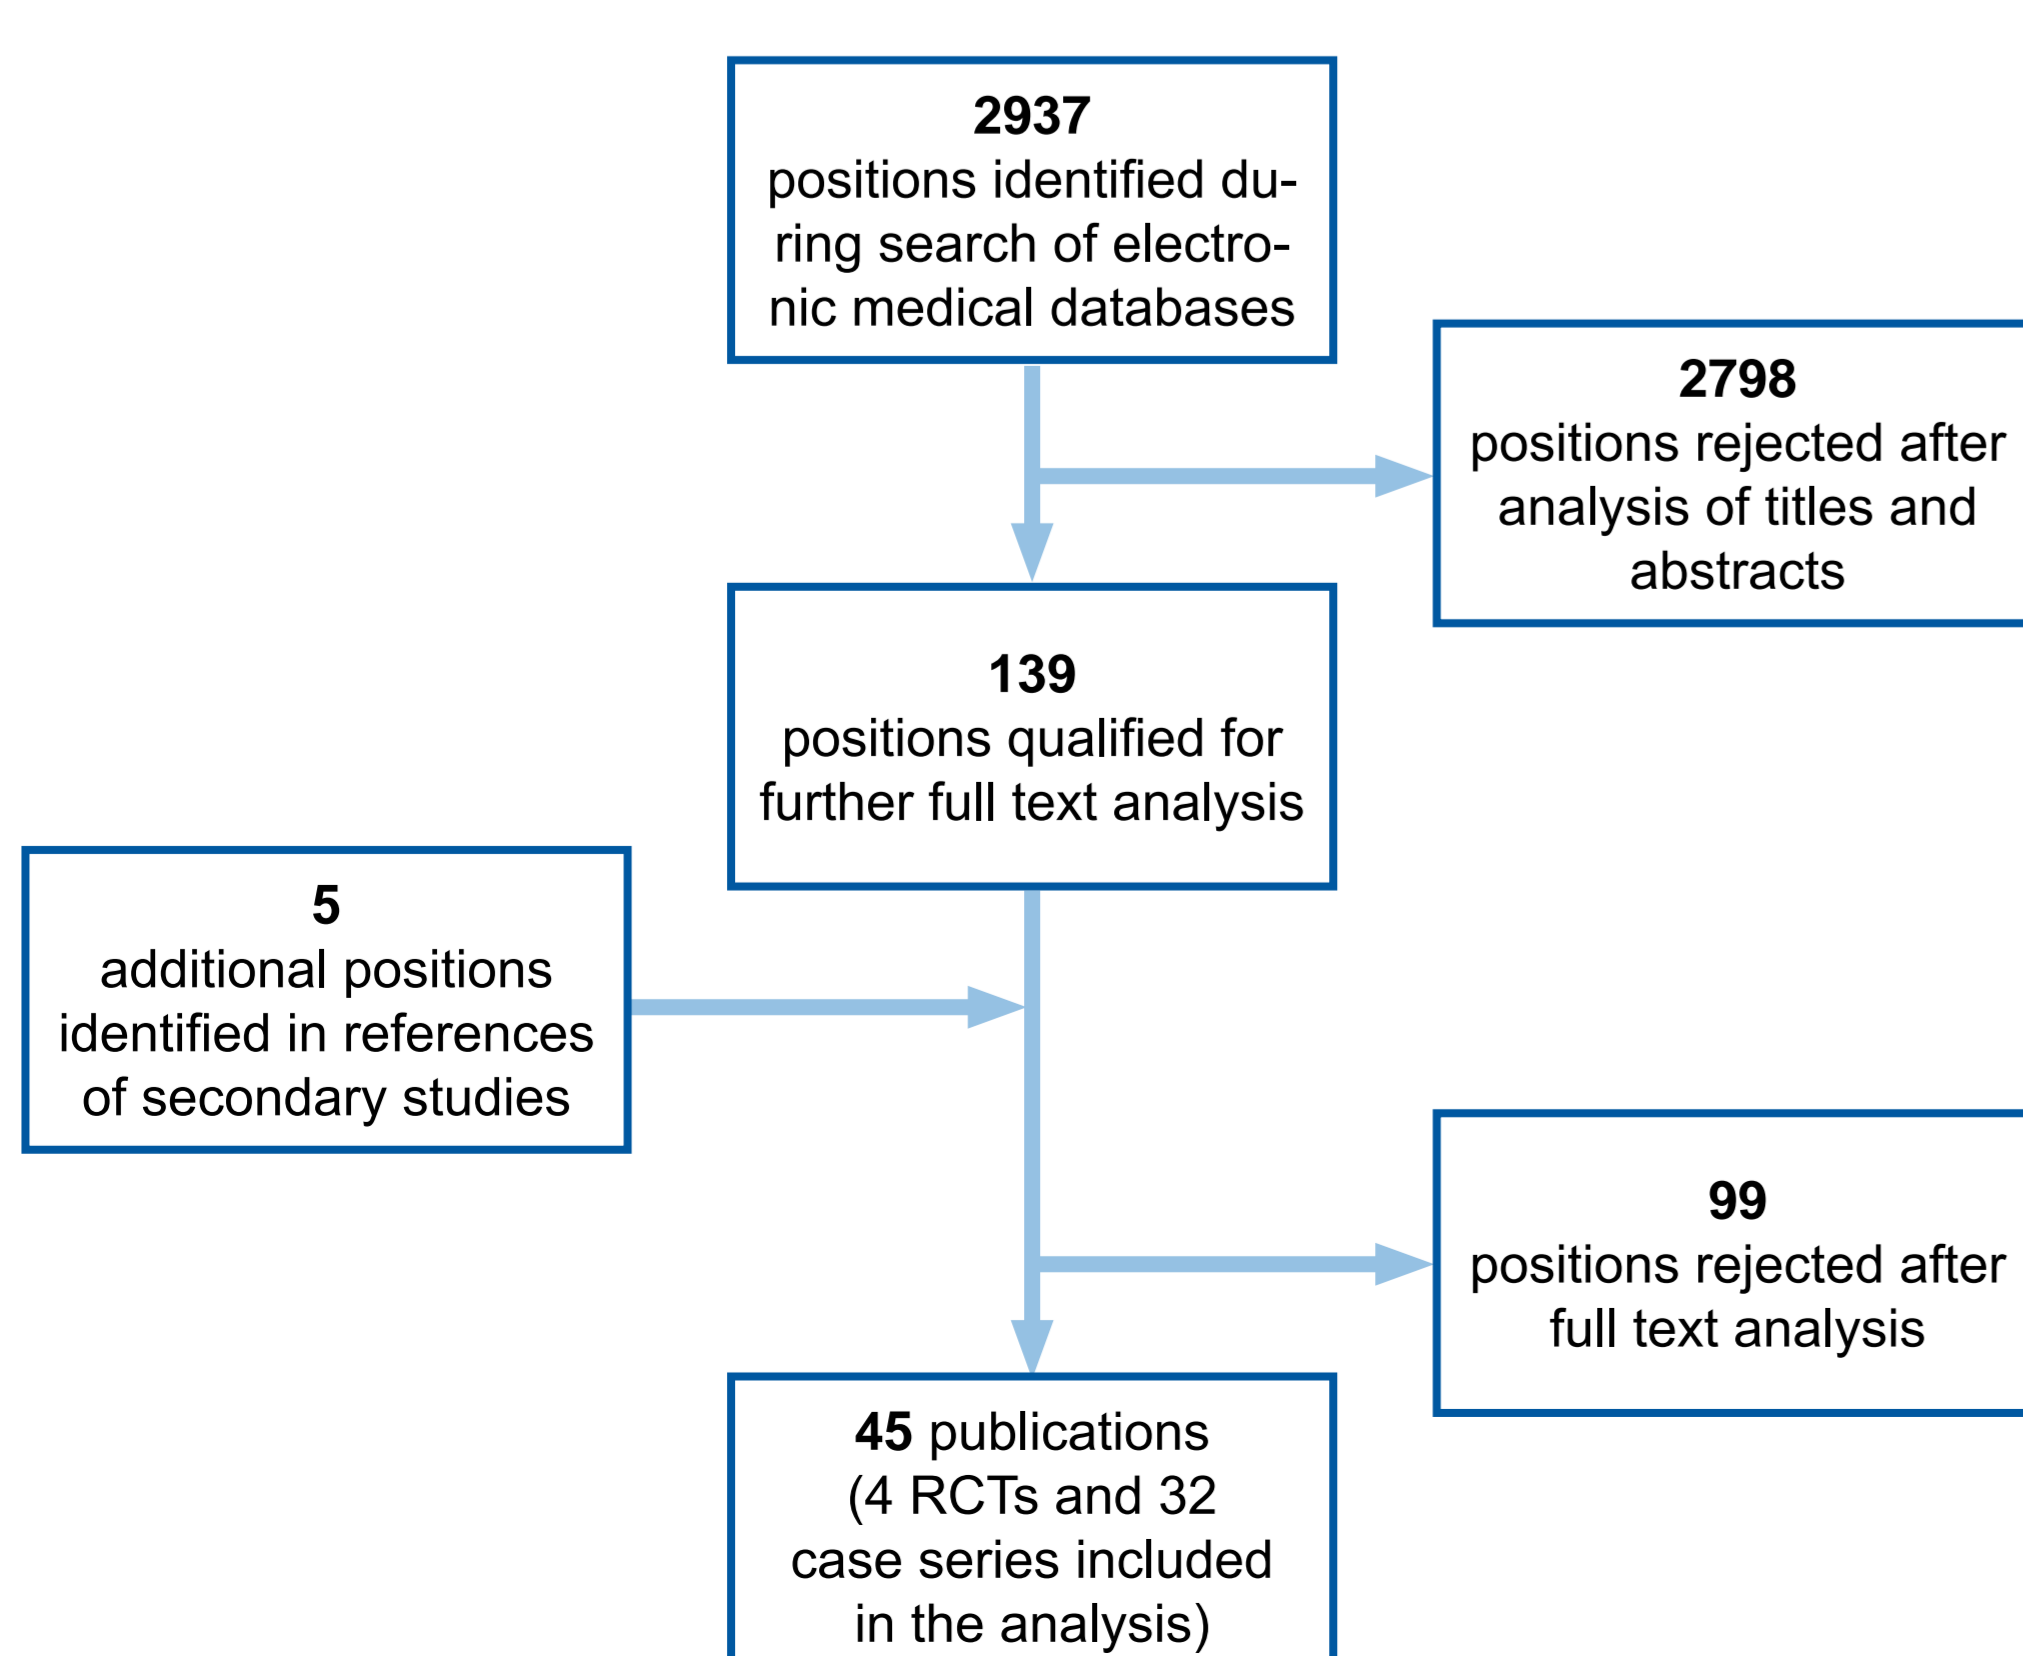 2937
positions identified du-
ring search of electro-
nic medical databases
2798
positions rejected after
analysis of titles and
abstracts
139
positions qualified for
further full text analysis
5
additional positions
identified in references
of secondary studies
99
positions rejected after
full text analysis
45 publications
(4 RCTs and 32
case series included
in the analysis)